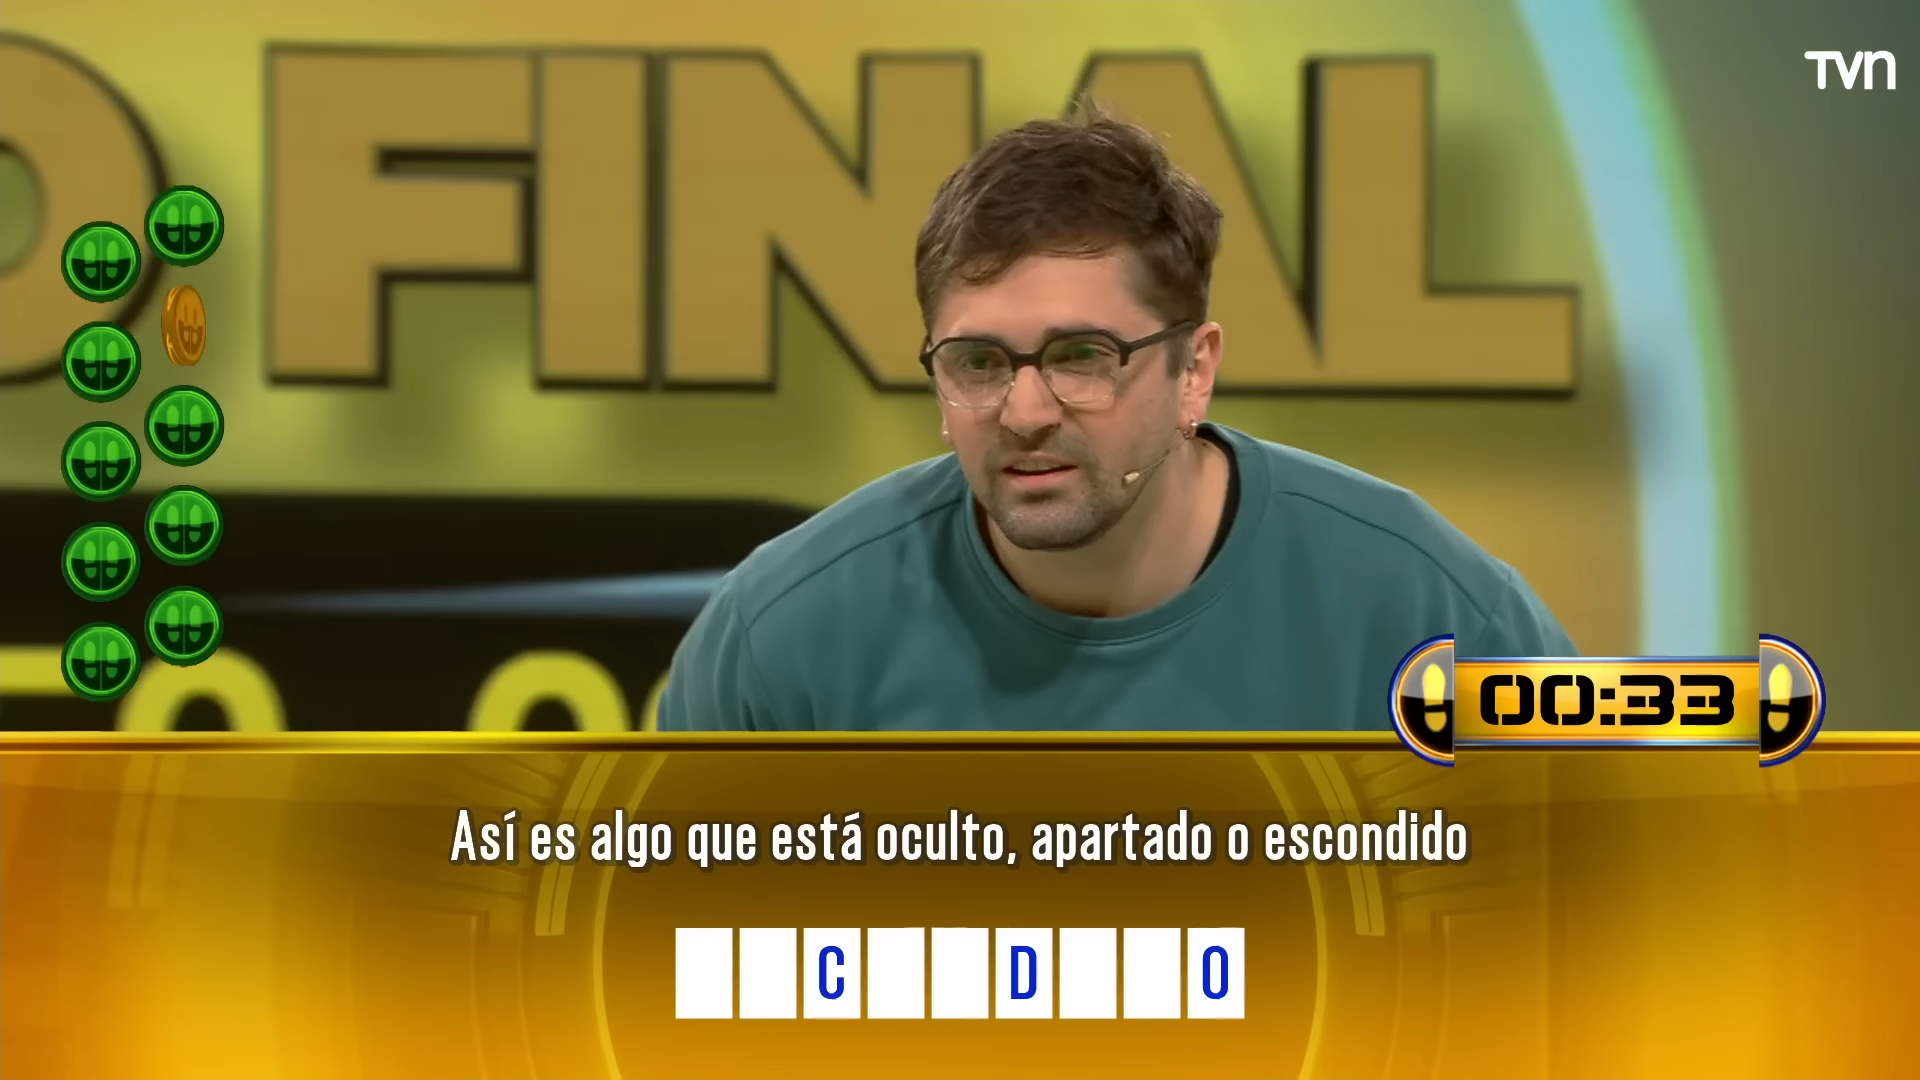 O FINAL
TVN
00:33
Así es algo que está oculto, apartado o escondido
C D O